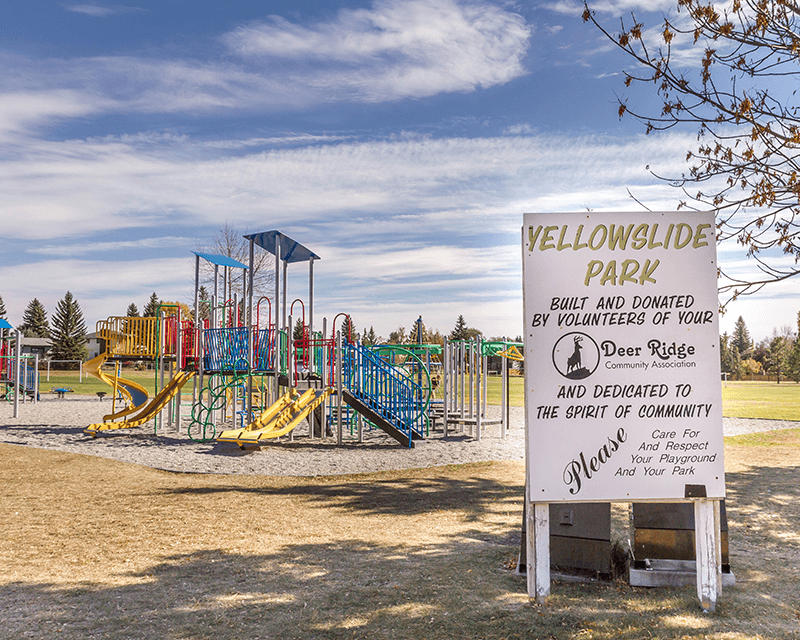 YELLOWSLIDE
PARK
BUILT AND DONATED
BY VOLUNTEERS OF YOUR
Deer Ridge
Community Association
AND DEDICATED TO
THE SPIRIT OF COMMUNITY
Please
Care For
And Respect
Your Playground
And Your Park